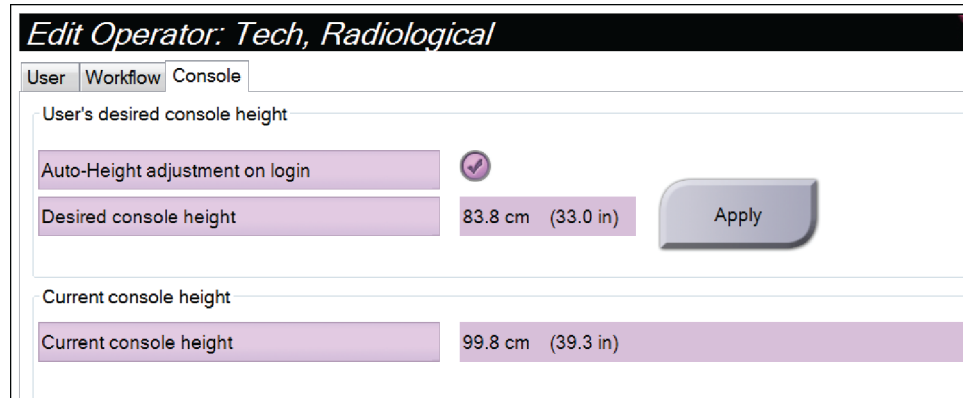 Edit Operator: Tech, Radiological
User Workflow Console
User's desired console height
Auto-Height adjustment on login
Desired console height 83.8 cm (33.0 in) Apply
Current console height
Current console height 99.8 cm (39.3 in)